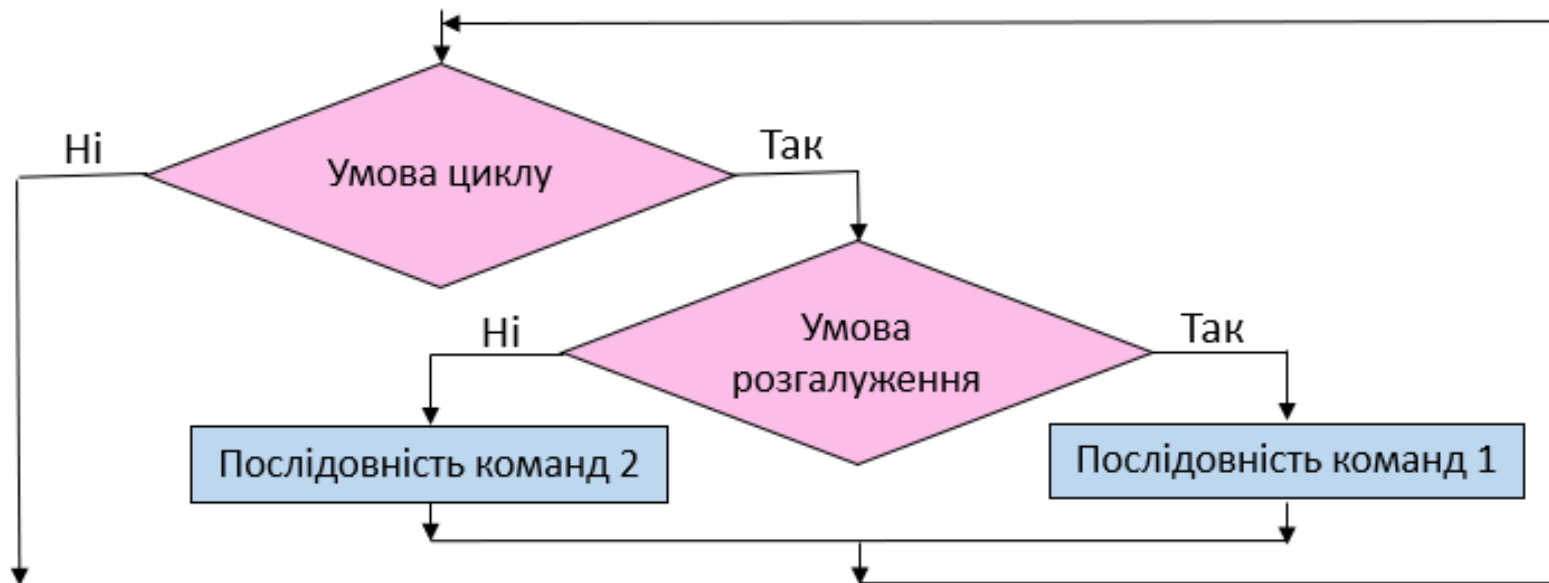 Ні
Умова циклу
Так
Ні
Умова
розгалуження
Так
Послідовність команд 2
Послідовність команд 1